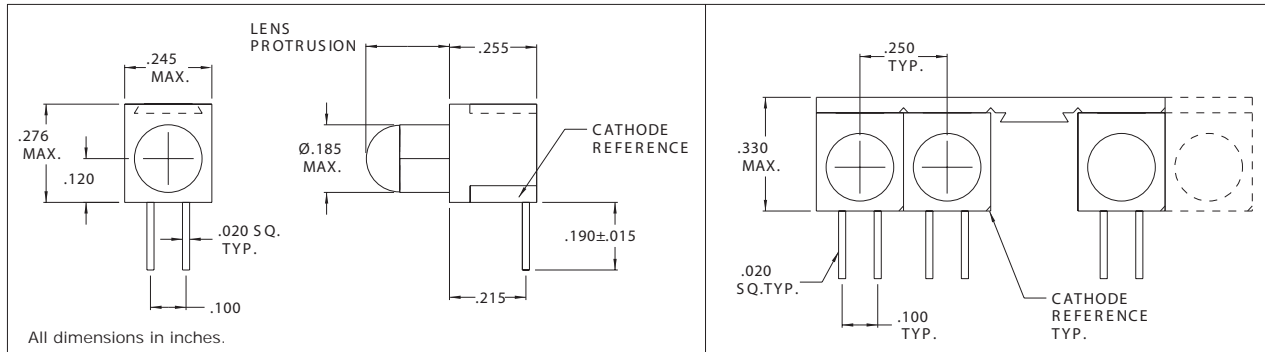 LENS
PROTRUSION
.245
MAX.
.255
.276
MAX.
.120
Ø.185
MAX.
CATHODE
REFERENCE
.020 SQ.
TYP.
.190±.015
.100
.215
All dimensions in inches.
.250
TYP.
.330
MAX.
.020
SQ.TYP.
.100
TYP.
CATHODE
REFERENCE
TYP.